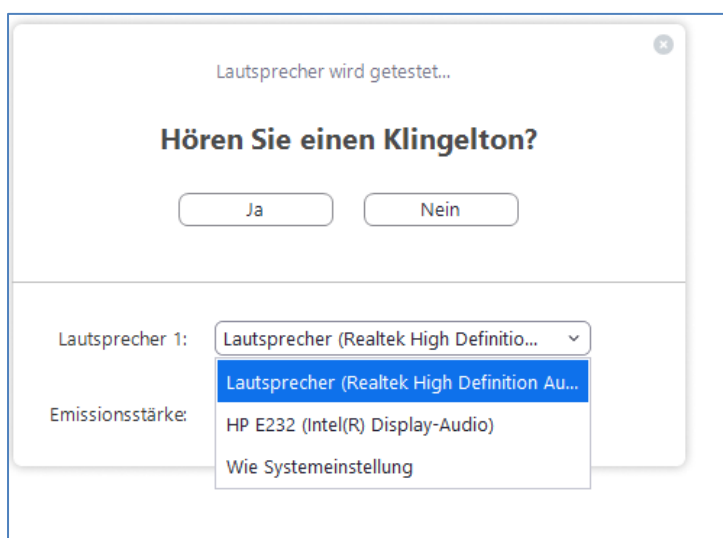 Lautsprecher wird getestet...
Hören Sie einen Klingelton?
Ja
Nein
Lautsprecher 1:
Lautsprecher (Realtek High Definitio...
Lautsprecher (Realtek High Definition Au...
Emissionsstärke:
HP E232 (Intel(R) Display-Audio)
Wie Systemeinstellung